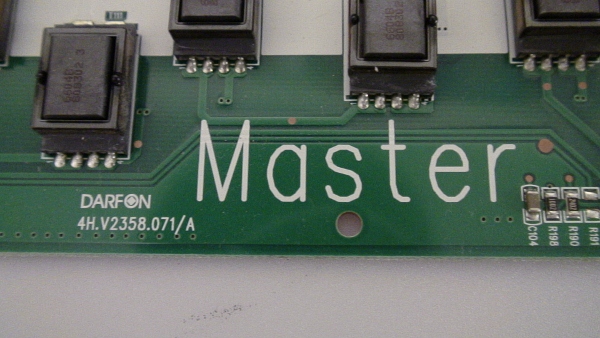 Master
DARFON
4H.V2358.071/A
C104
R198
R190
R191